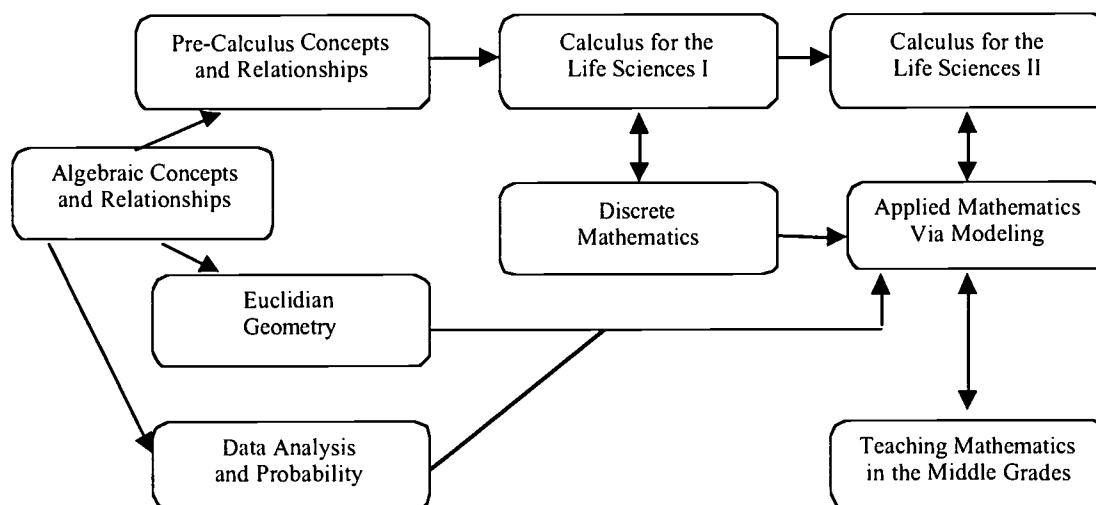 Pre-Calculus Concepts
and Relationships
Calculus for the
Life Sciences I
Calculus for the
Life Sciences II
Algebraic Concepts
and Relationships
Discrete
Mathematics
Applied Mathematics
Via Modeling
Euclidian
Geometry
Data Analysis
and Probability
Teaching Mathematics
in the Middle Grades